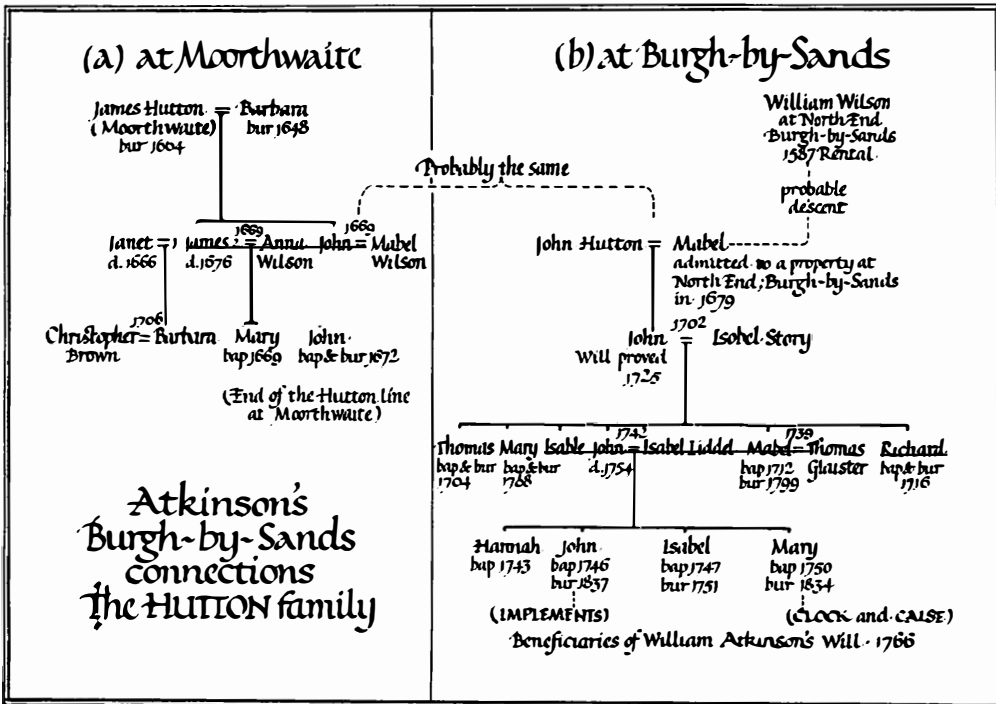 (a) at Moorthwaite
James Hutton = Barbara
(Moorthwaite) bur 1648
bur 1664
Probably the same
1669 1669
Janet = 1 James 2 = Anna John = Mabel
d. 1666 d. 1676 Wilson Wilson
1706
Christopher = Barbara Mary John
Brown bap 1669 bap & bur 1672
(End of the Hutton line
at Moorthwaite)
Atkinson's
Burgh-by-Sands
connections
The HUTTON family
(b) at Burgh-by-Sands
William Wilson
at North End
Burgh-by-Sands
1587 Rental
probable
descent
John Hutton = Mabel
admitted to a property at
North End; Burgh-by-Sands
in 1679
1702
John = Isobel Story
Will proved
1725
1742 1739
Thomas Mary Isable John = Isabel Liddel Mabel = Thomas Richard
bap & bur bap & bur d. 1754 bap 1712 Glaister bap & bur
1704 1708 bur 1799 1716
Hannah John Isabel Mary
bap 1743 bap 1746 bap 1747 bap 1750
bur 1837 bur 1751 bur 1834
(IMPLEMENTS) (CLOCK and CAISE)
Beneficiaries of William Atkinson's Will 1766